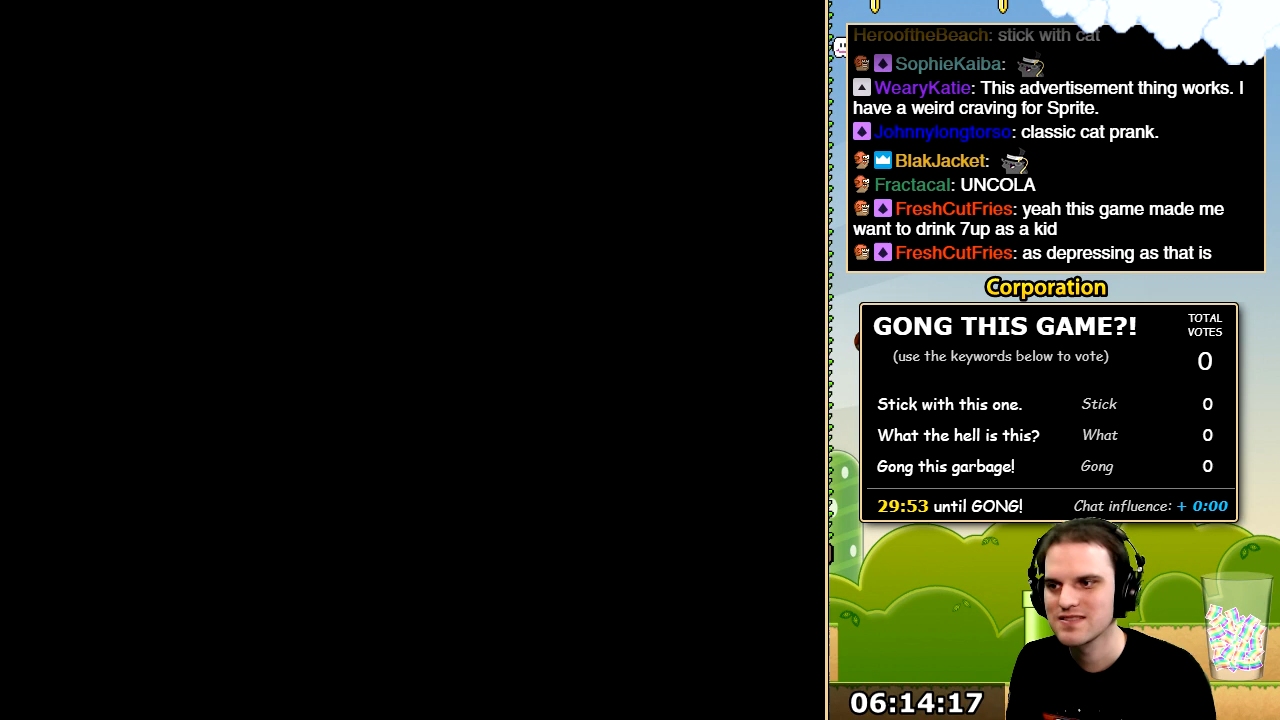 HerooftheBeach: stick with cat
SophieKaiba:
WearyKatie: This advertisement thing works. I
have a weird craving for Sprite.
Johnnylongtorso: classic cat prank.
BlakJacket:
Fractacal: UNCOLA
FreshCutFries: yeah this game made me
want to drink 7up as a kid
FreshCutFries: as depressing as that is
Corporation
GONG THIS GAME?!
TOTAL
VOTES
(use the keywords below to vote)
0
Stick with this one. Stick 0
What the hell is this? What 0
Gong this garbage! Gong 0
29:53 until GONG! Chat influence: + 0:00
06:14:17